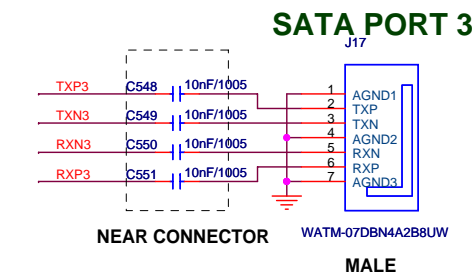 SATA PORT 3
J17
TXP3 C548 10nF/1005 1 AGND1
2 TXP
TXN3 C549 10nF/1005 3 TXN
4 AGND2
RXN3 C550 10nF/1005 5 RXN
6 RXP
RXP3 C551 10nF/1005 7 AGND3
NEAR CONNECTOR WATM-07DBN4A2B8UW
MALE